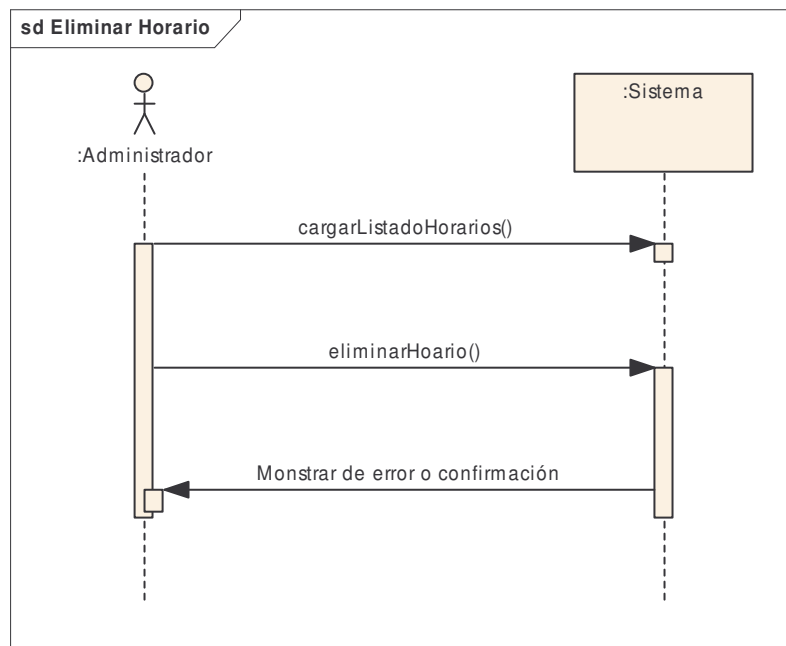 sd Eliminar Horario
:Administrador
:Sistema
cargarListadoHorarios()
eliminarHoario()
Monstrar de error o confirmación